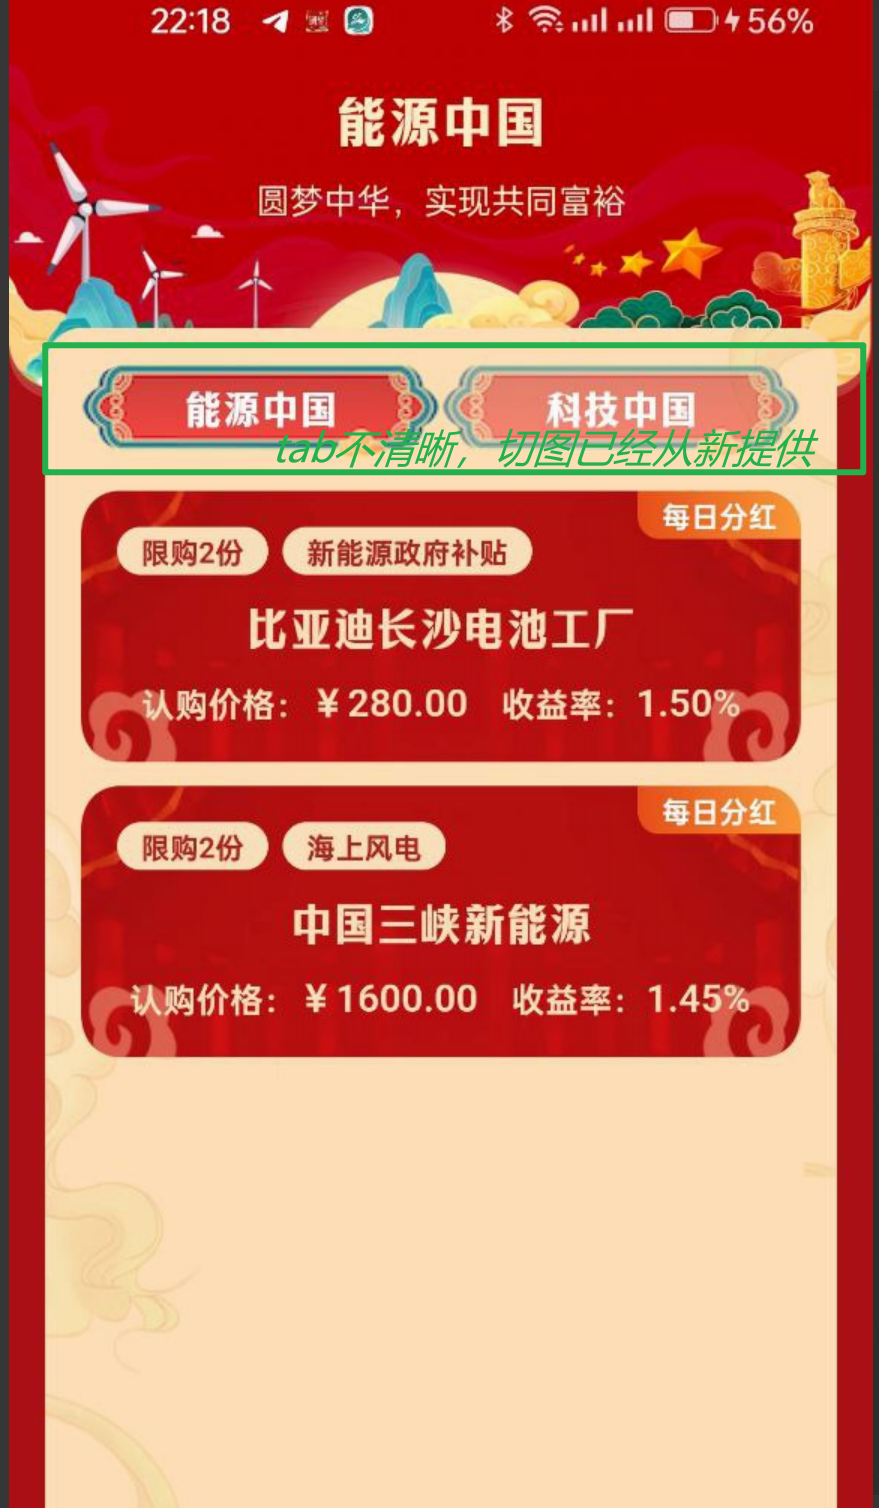 22:18 56%
能源中国
圆梦中华，实现共同富裕
能源中国 科技中国
tab不清晰，切图已经从新提供
每日分红
限购2份 新能源政府补贴
比亚迪长沙电池工厂
认购价格：￥280.00 收益率：1.50%
每日分红
限购2份 海上风电
中国三峡新能源
认购价格：￥1600.00 收益率：1.45%